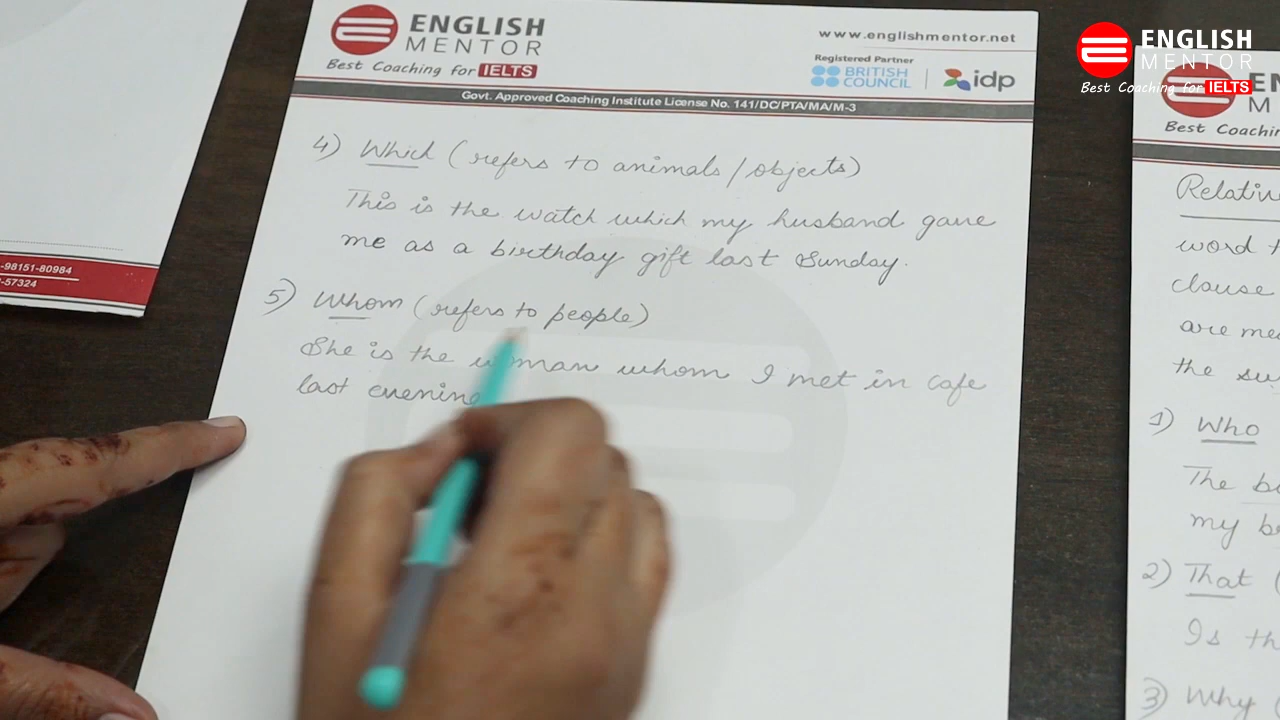 ENGLISH
MENTOR
Best Coaching for IELTS
www.englishmentor.net
Registered Partner
BRITISH
COUNCIL
idp
Govt. Approved Coaching Institute License No. 141/DC/PTA/MA/M-3
4) Which (refers to animals/objects)
This is the watch which my husband gave
me as a birthday gift last Sunday.
5) Whom (refers to people)
She is the woman whom I met in cafe
last evening
-98151-80984
-57324
ENGLISH
MENTOR
Best Coaching for IELTS
Best Coachin
Relative
word
clause
are me
the su
1) Who
The b
my b
2) That (
Is th
3) Why (